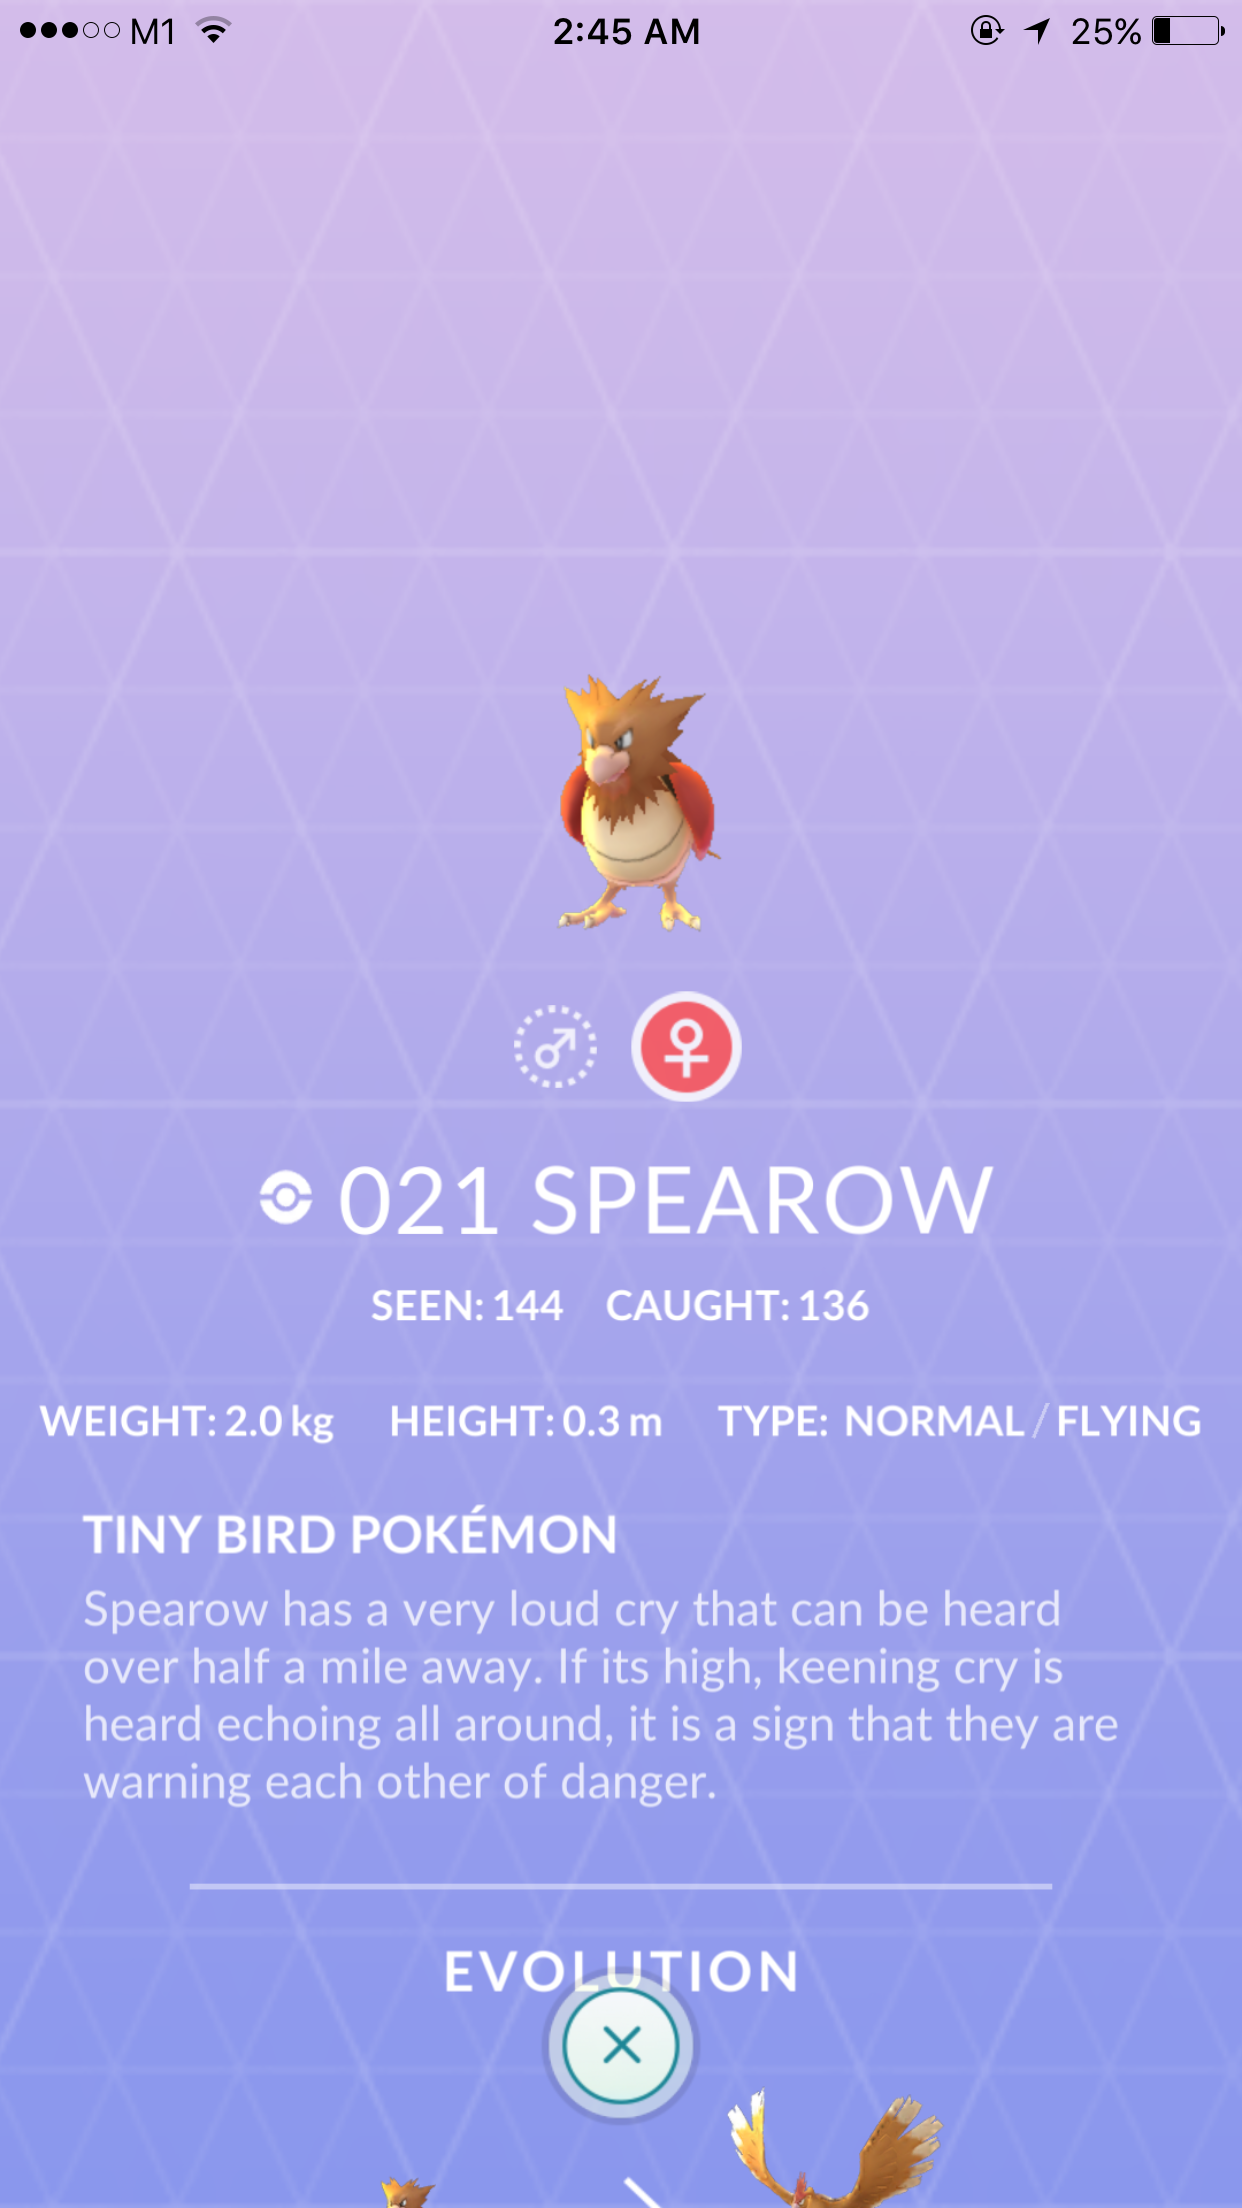 M1 2:45 AM 25%
021 SPEAROW
SEEN: 144 CAUGHT: 136
WEIGHT: 2.0 kg HEIGHT: 0.3 m TYPE: NORMAL / FLYING
TINY BIRD POKÉMON
Spearow has a very loud cry that can be heard
over half a mile away. If its high, keening cry is
heard echoing all around, it is a sign that they are
warning each other of danger.
EVOLUTION